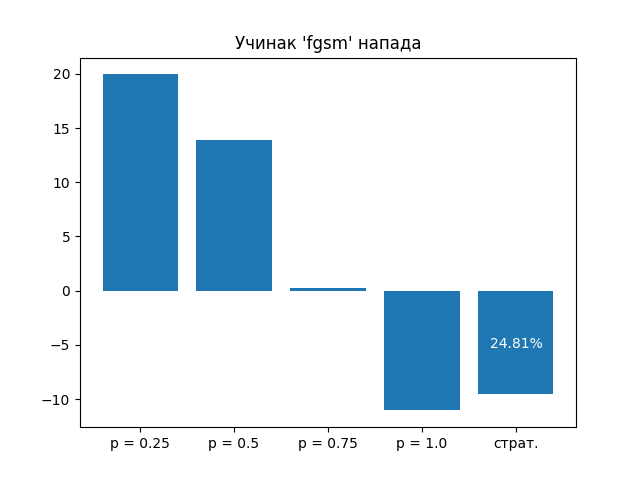 Учинак 'fgsm' напада
20
15
10
5
0
−5
−10
24.81%
p = 0.25
p = 0.5
p = 0.75
p = 1.0
страт.